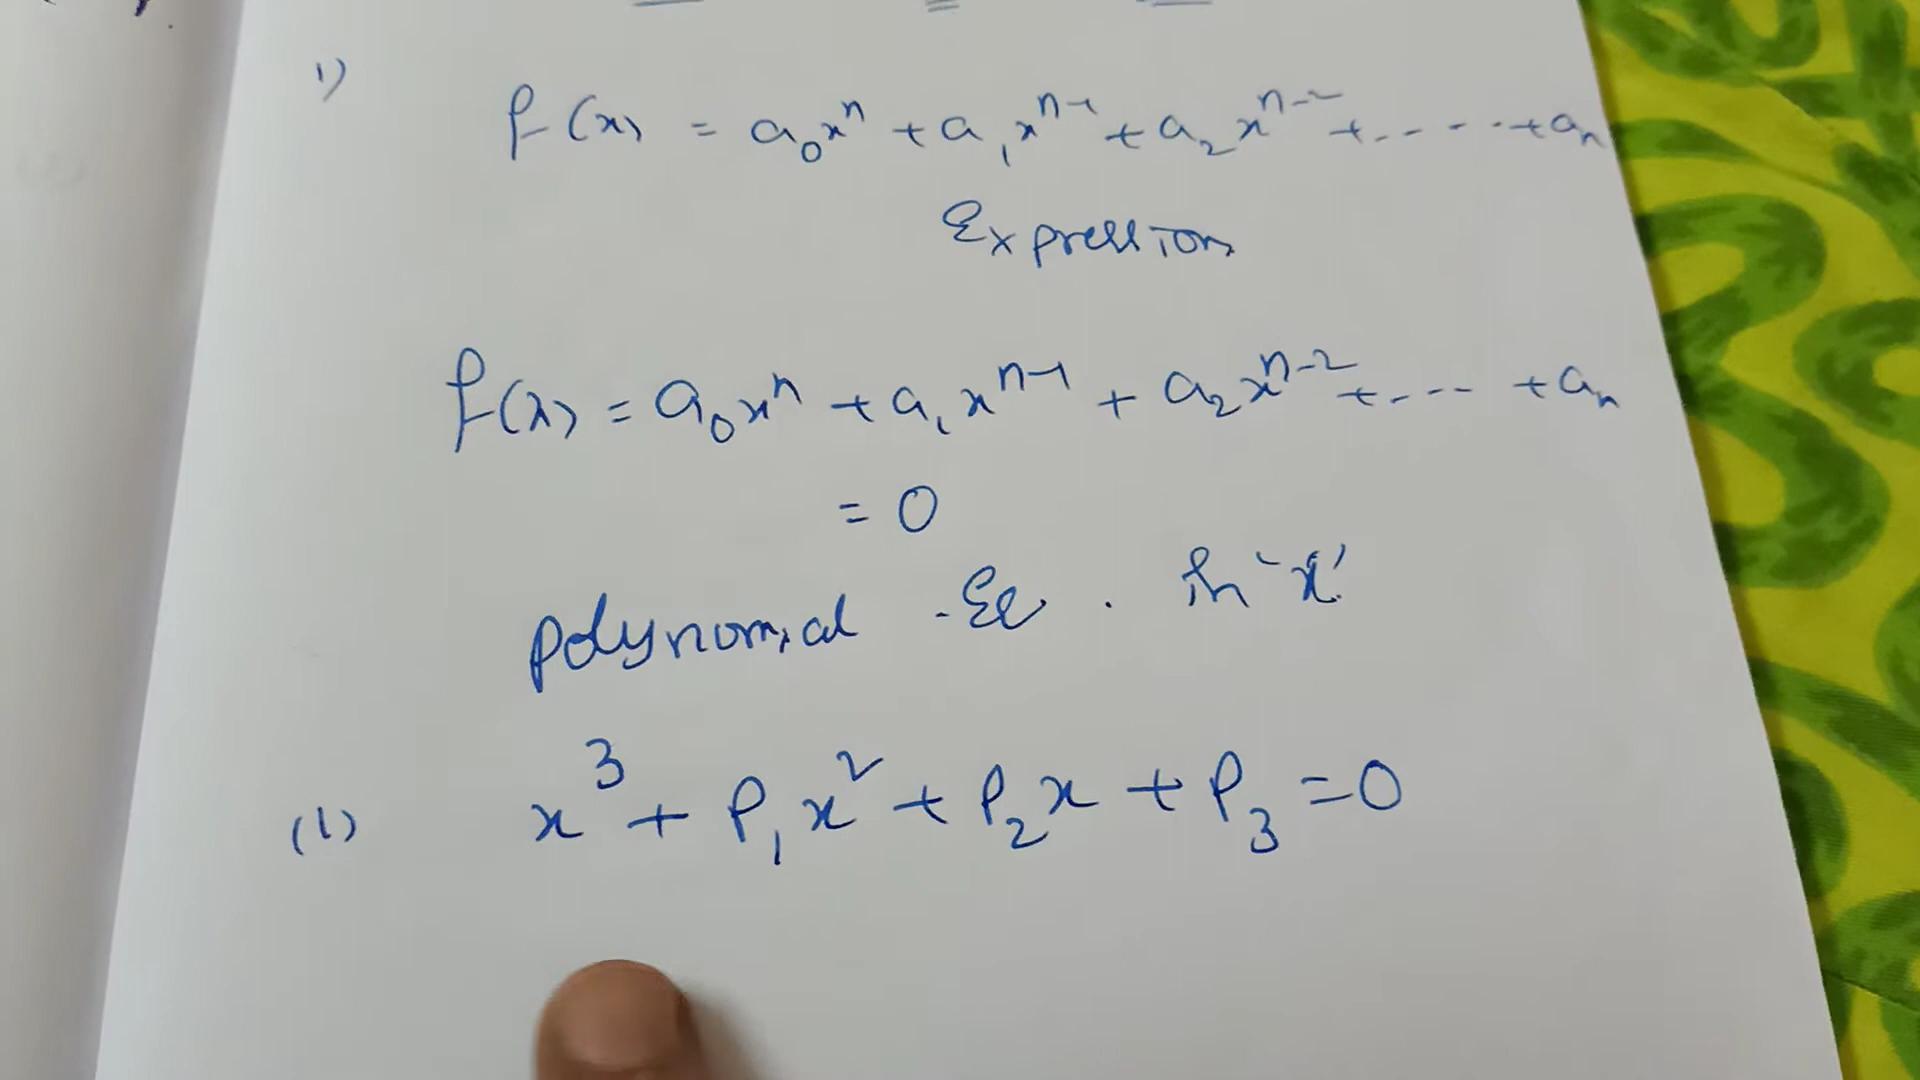 1)
f(x) = a₀xⁿ + a₁xⁿ⁻¹ + a₂xⁿ⁻² + - - - - + aₙ
Expression
f(x) = a₀xⁿ + a₁xⁿ⁻¹ + a₂xⁿ⁻² + - - - + aₙ
= 0
Polynomial Eq. in 'x'
(1) x³ + P₁x² + P₂x + P₃ = 0